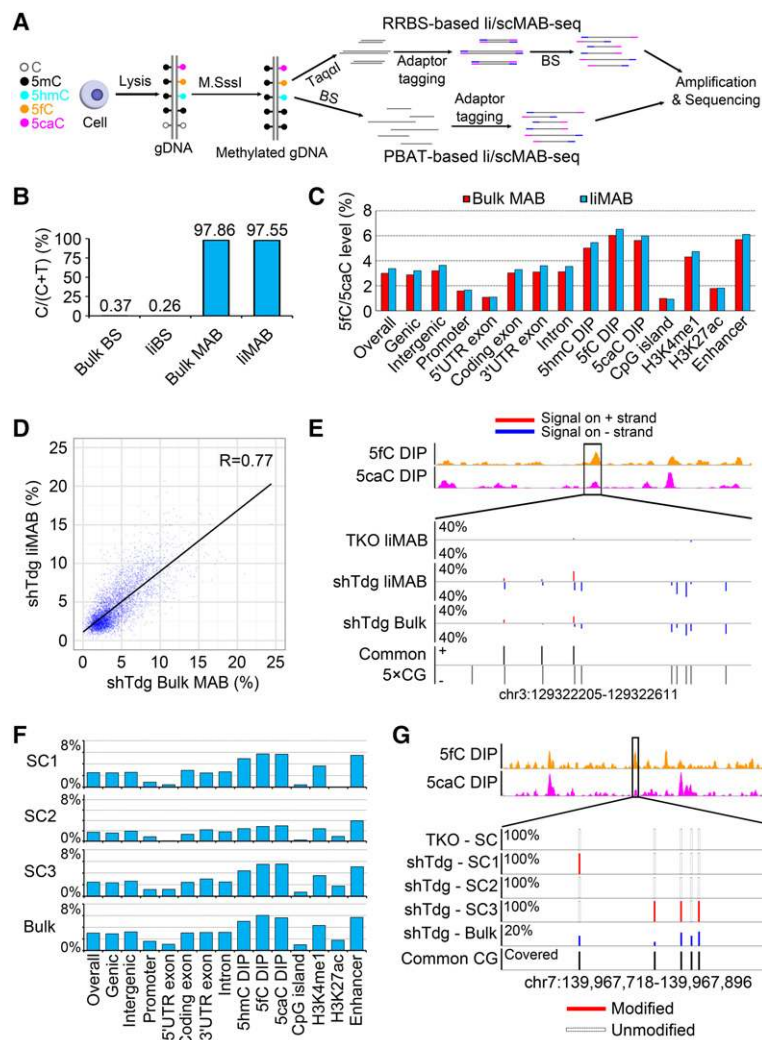 A
RRBS-based li/scMAB-seq
C
5mC
5hmC
5fC
5caC
Cell
Lysis
gDNA
M.SssI
Methylated gDNA
TaqαI
BS
Adaptor
tagging
BS
Adaptor
tagging
Amplification
& Sequencing
PBAT-based li/scMAB-seq
B
C/(C+T) (%)
100
75
50
25
0
0.37
0.26
97.86
97.55
Bulk BS
liBS
Bulk MAB
liMAB
C
Bulk MAB
liMAB
5fC/5caC level (%)
8
6
4
2
0
Overall
Genic
Intergenic
Promoter
5'UTR exon
Coding exon
3'UTR exon
Intron
5hmC DIP
5fC DIP
5caC DIP
CpG island
H3K4me1
H3K27ac
Enhancer
D
R=0.77
shTdg liMAB (%)
25
20
15
10
5
0
0
5
10
15
20
25
shTdg Bulk MAB (%)
E
Signal on + strand
Signal on - strand
5fC DIP
5caC DIP
40%
TKO liMAB
40%
40%
shTdg liMAB
40%
40%
shTdg Bulk
40%
Common +
5×CG -
chr3:129322205-129322611
F
SC1
8%
0%
SC2
8%
0%
SC3
8%
0%
Bulk
8%
0%
Overall
Genic
Intergenic
Promoter
5'UTR exon
Coding exon
3'UTR exon
Intron
5hmC DIP
5fC DIP
5caC DIP
CpG island
H3K4me1
H3K27ac
Enhancer
G
5fC DIP
5caC DIP
TKO - SC 100%
shTdg - SC1 100%
shTdg - SC2 100%
shTdg - SC3 100%
shTdg - Bulk 20%
Common CG Covered
chr7:139,967,718-139,967,896
Modified
Unmodified